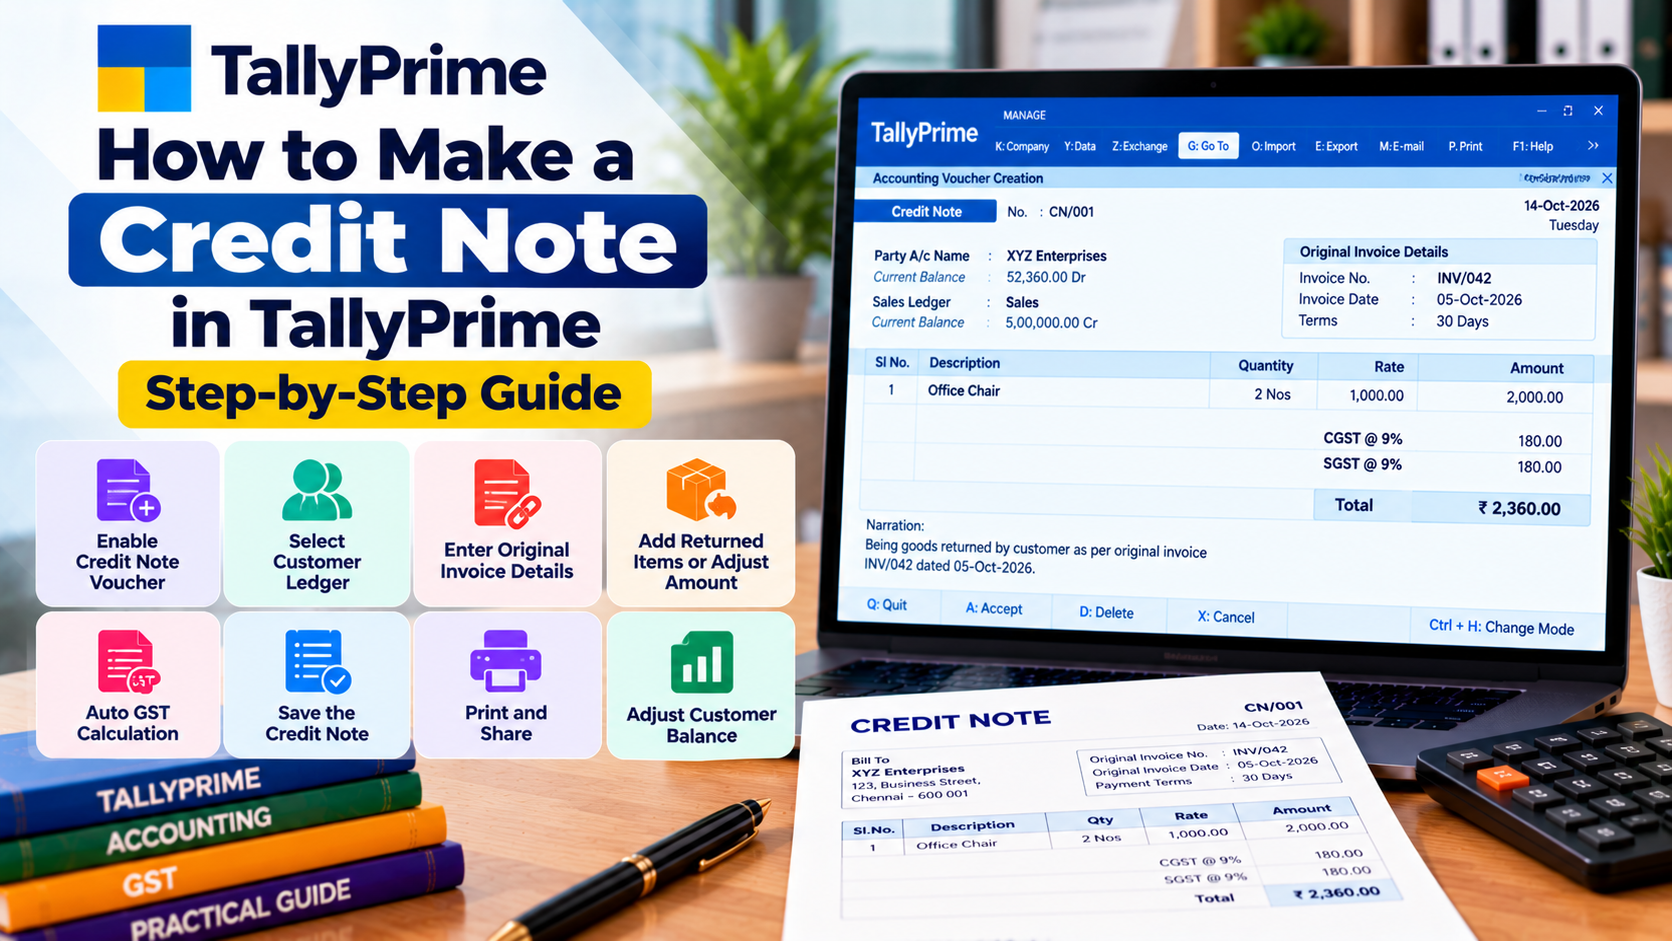 TallyPrime
How to Make a
Credit Note
in TallyPrime
Step-by-Step Guide
Enable
Credit Note
Voucher
Select
Customer
Ledger
Enter Original
Invoice Details
Add Returned
Items or Adjust
Amount
Auto GST
Calculation
Save the
Credit Note
Print and
Share
Adjust Customer
Balance
TALLYPRIME
ACCOUNTING
GST
PRACTICAL GUIDE
TallyPrime
MANAGE
K: Company Y: Data Z: Exchange G: Go To O: Import E: Export M: E-mail P. Print F1: Help
Accounting Voucher Creation
Credit Note No. : CN/001
14-Oct-2026
Tuesday
Party A/c Name : XYZ Enterprises
Current Balance : 52,360.00 Dr
Sales Ledger : Sales
Current Balance : 5,00,000.00 Cr
Original Invoice Details
Invoice No. : INV/042
Invoice Date : 05-Oct-2026
Terms : 30 Days
Sl No. Description Quantity Rate Amount
1 Office Chair 2 Nos 1,000.00 2,000.00
CGST @ 9% 180.00
SGST @ 9% 180.00
Total ₹ 2,360.00
Narration:
Being goods returned by customer as per original invoice
INV/042 dated 05-Oct-2026.
Q: Quit A: Accept D: Delete X: Cancel Ctrl + H: Change Mode
CREDIT NOTE
CN/001
Date: 14-Oct-2026
Bill To
XYZ Enterprises
123, Business Street,
Chennai – 600 001
Original Invoice No. : INV/042
Original Invoice Date : 05-Oct-2026
Payment Terms : 30 Days
Sl.No. Description Qty Rate Amount
1 Office Chair 2 Nos 1,000.00 2,000.00
CGST @ 9% 180.00
SGST @ 9% 180.00
Total ₹ 2,360.00